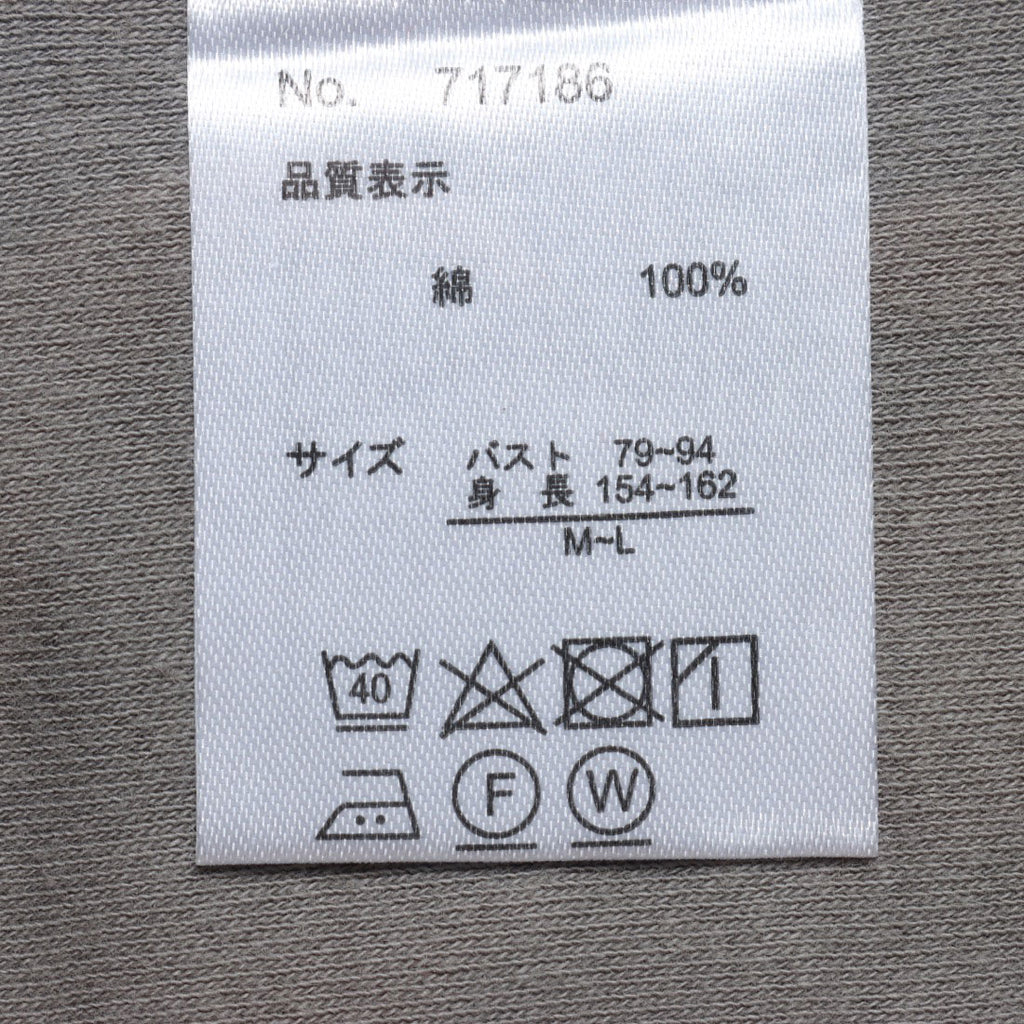 No. 717186
品質表示
綿 100%
サイズ バスト 79~94
身長 154~162
M~L
40
F W